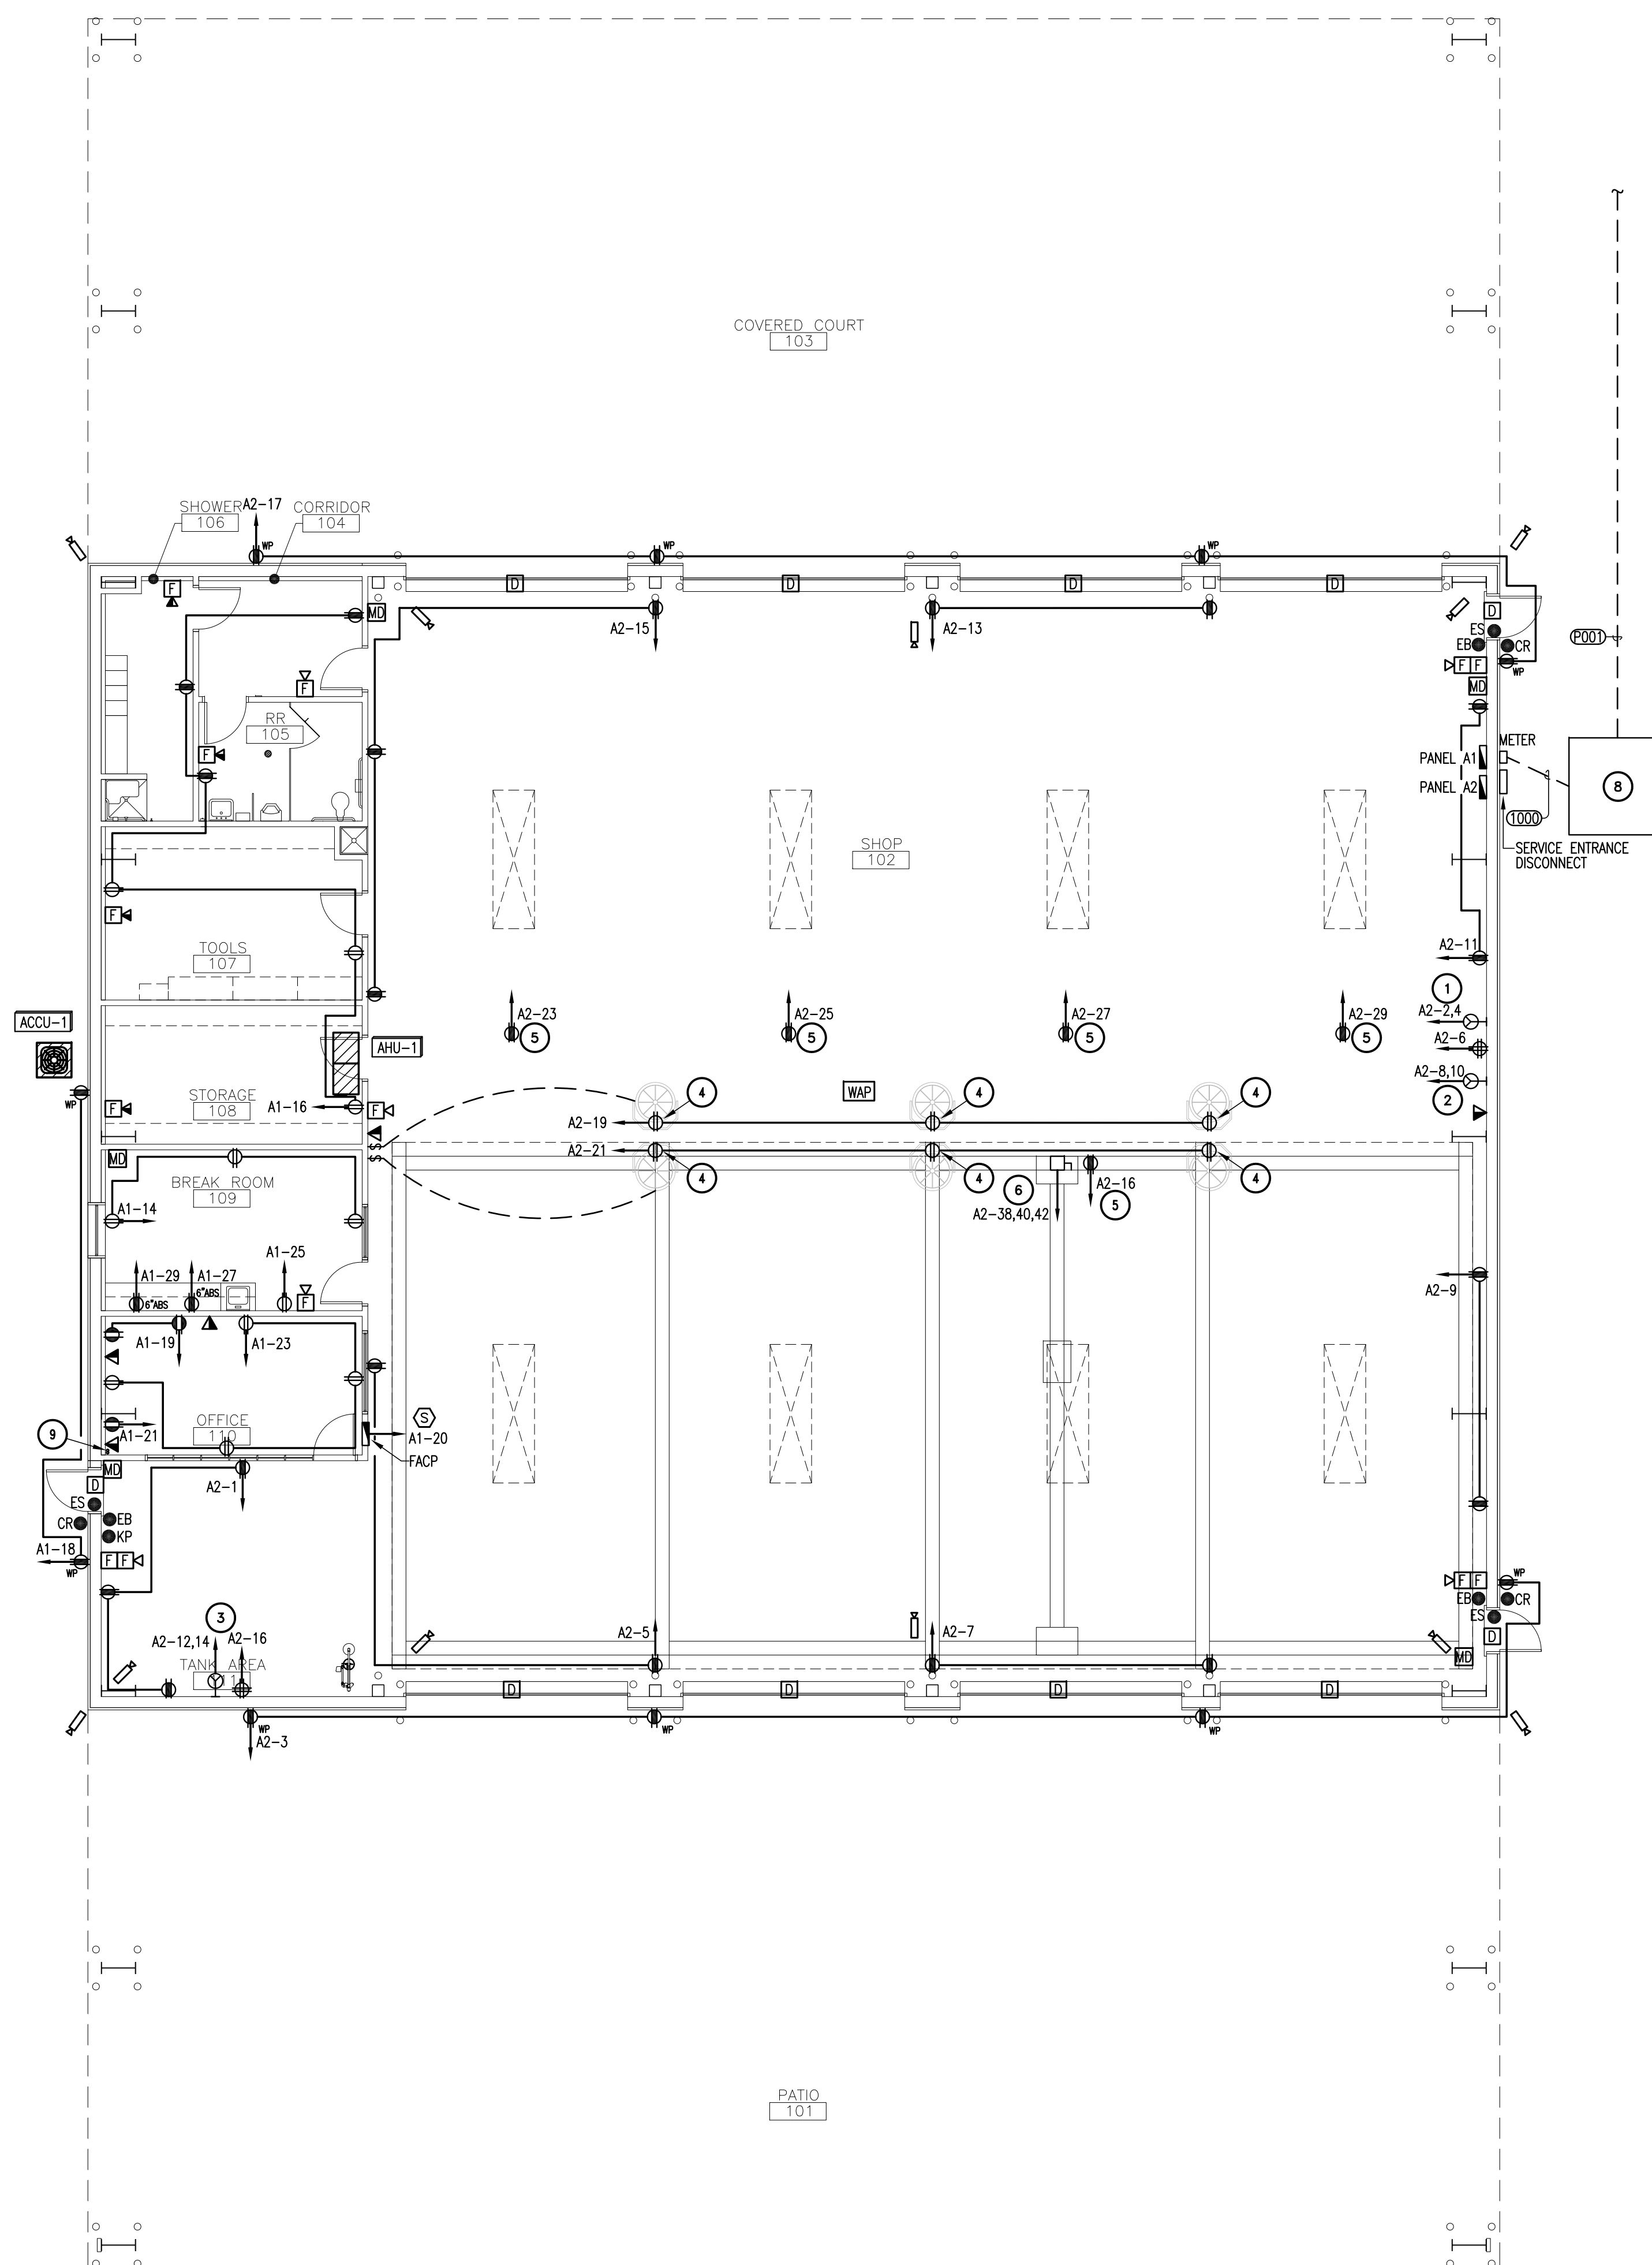 COVERED COURT
103
SHOWER
106
A2-17
CORRIDOR
104
WP
WP
WP
F
D
D
D
D
MD
A2-15
A2-13
D
ES
EB
CR
F F
WP
MD
P001
F
RR
105
F
METER
PANEL A1
PANEL A2
8
1000
SERVICE ENTRANCE
DISCONNECT
SHOP
102
F
TOOLS
107
A2-11
1
A2-2,4
A2-6
A2-8,10
2
ACCU-1
AHU-1
A2-23
5
A2-25
5
A2-27
5
A2-29
5
WP
STORAGE
108
F
A1-16
F
S
S
WAP
4
4
4
A2-19
A2-21
4
4
4
MD
BREAK ROOM
109
A1-14
6
A2-38,40,42
A2-16
5
A1-25
A1-29
A1-27
6"ABS
6"ABS
F
A2-9
A1-19
A1-23
OFFICE
110
A1-21
9
S
A1-20
FACP
MD
D
A2-1
ES
EB
CR
KP
A1-18
WP
F F
F F
WP
EB
CR
ES
D
MD
3
A2-12,14
A2-16
TANK AREA
A2-5
A2-7
D
D
D
D
WP
WP
WP
A2-3
PATIO
101